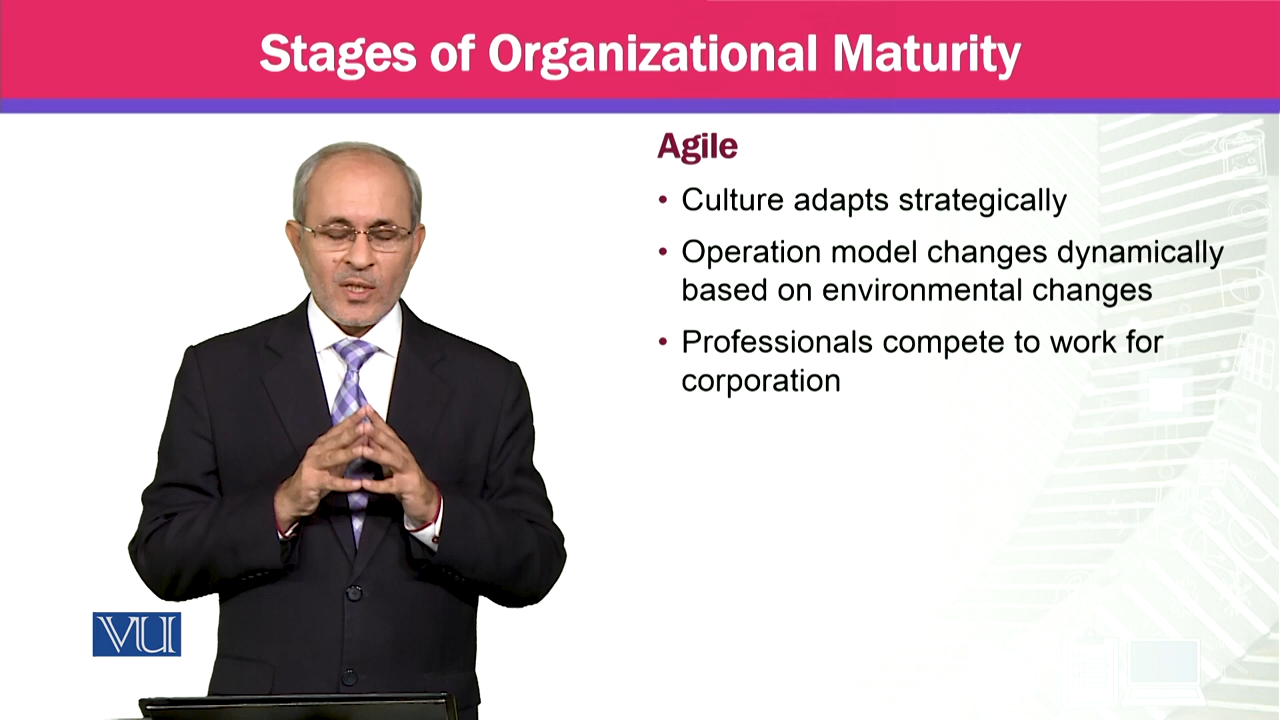 Stages of Organizational Maturity
Agile
• Culture adapts strategically
• Operation model changes dynamically
based on environmental changes
• Professionals compete to work for
corporation
VU